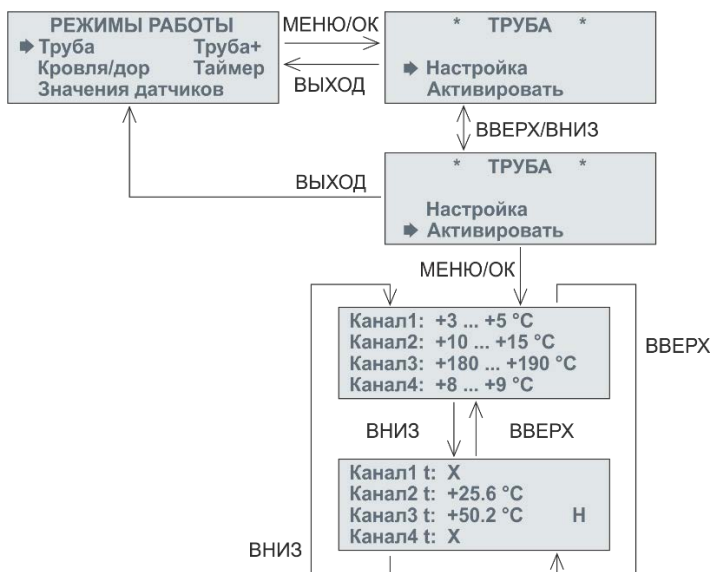 РЕЖИМЫ РАБОТЫ
Труба Труба+
Кровля/дор Таймер
Значения датчиков
МЕНЮ/ОК
ВЫХОД
* ТРУБА *
Настройка
Активировать
ВВЕРХ/ВНИЗ
ВЫХОД
* ТРУБА *
Настройка
Активировать
МЕНЮ/ОК
Канал1: +3 ... +5 °C
Канал2: +10 ... +15 °C
Канал3: +180 ... +190 °C
Канал4: +8 ... +9 °C
ВВЕРХ
ВНИЗ ВВЕРХ
Канал1 t: X
Канал2 t: +25.6 °C
Канал3 t: +50.2 °C Н
Канал4 t: X
ВНИЗ